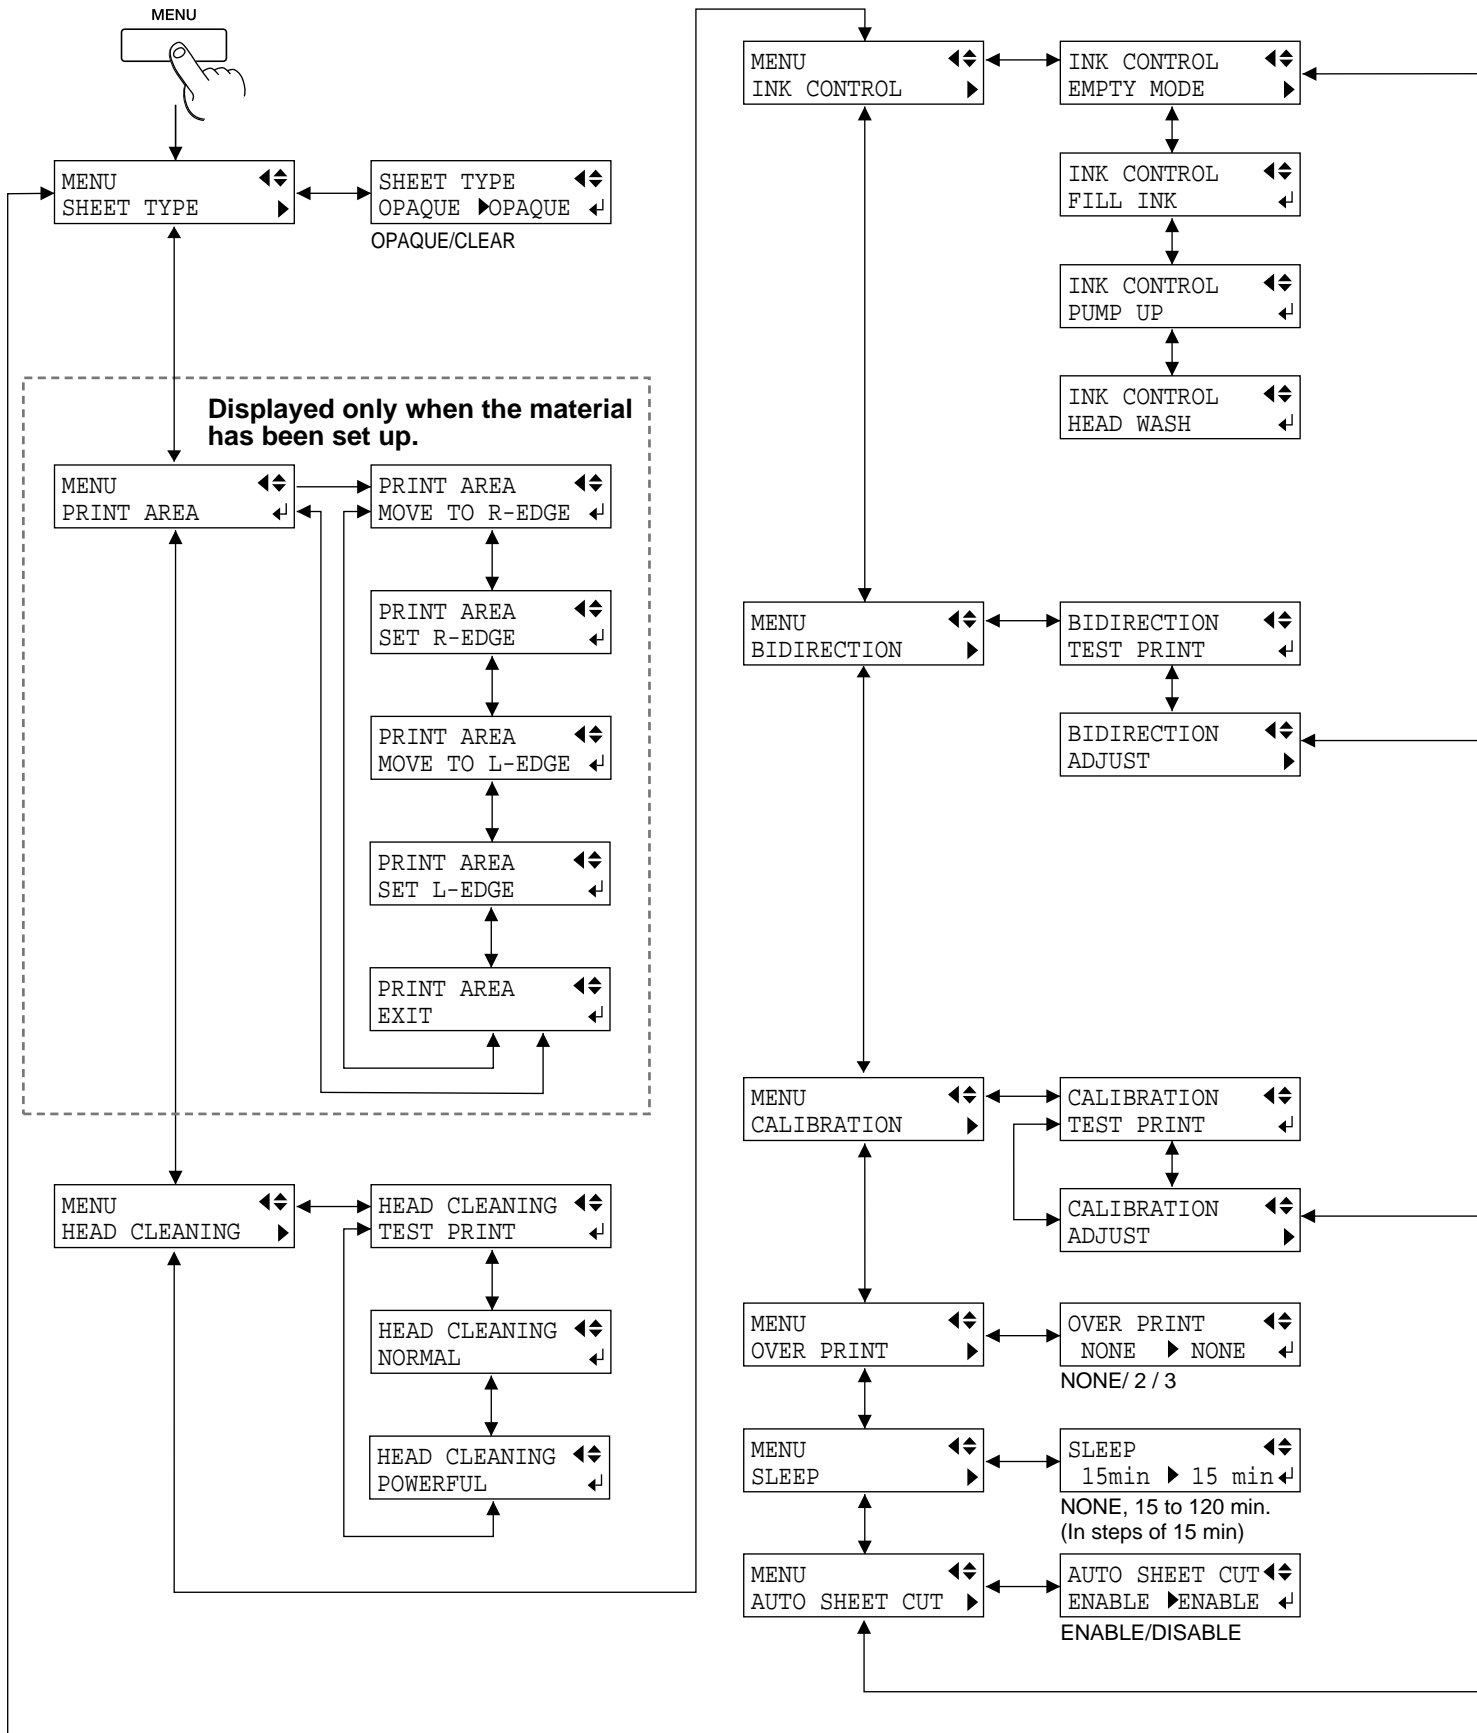 MENU
MENU
SHEET TYPE
SHEET TYPE
OPAQUE ▶OPAQUE
OPAQUE/CLEAR
Displayed only when the material
has been set up.
MENU
PRINT AREA
PRINT AREA
MOVE TO R-EDGE
PRINT AREA
SET R-EDGE
PRINT AREA
MOVE TO L-EDGE
PRINT AREA
SET L-EDGE
PRINT AREA
EXIT
MENU
HEAD CLEANING
HEAD CLEANING
TEST PRINT
HEAD CLEANING
NORMAL
HEAD CLEANING
POWERFUL
MENU
INK CONTROL
INK CONTROL
EMPTY MODE
INK CONTROL
FILL INK
INK CONTROL
PUMP UP
INK CONTROL
HEAD WASH
MENU
BIDIRECTION
BIDIRECTION
TEST PRINT
BIDIRECTION
ADJUST
MENU
CALIBRATION
CALIBRATION
TEST PRINT
CALIBRATION
ADJUST
MENU
OVER PRINT
OVER PRINT
NONE ▶ NONE
NONE/ 2 / 3
MENU
SLEEP
SLEEP
15min ▶ 15 min
NONE, 15 to 120 min.
(In steps of 15 min)
MENU
AUTO SHEET CUT
AUTO SHEET CUT
ENABLE ▶ENABLE
ENABLE/DISABLE